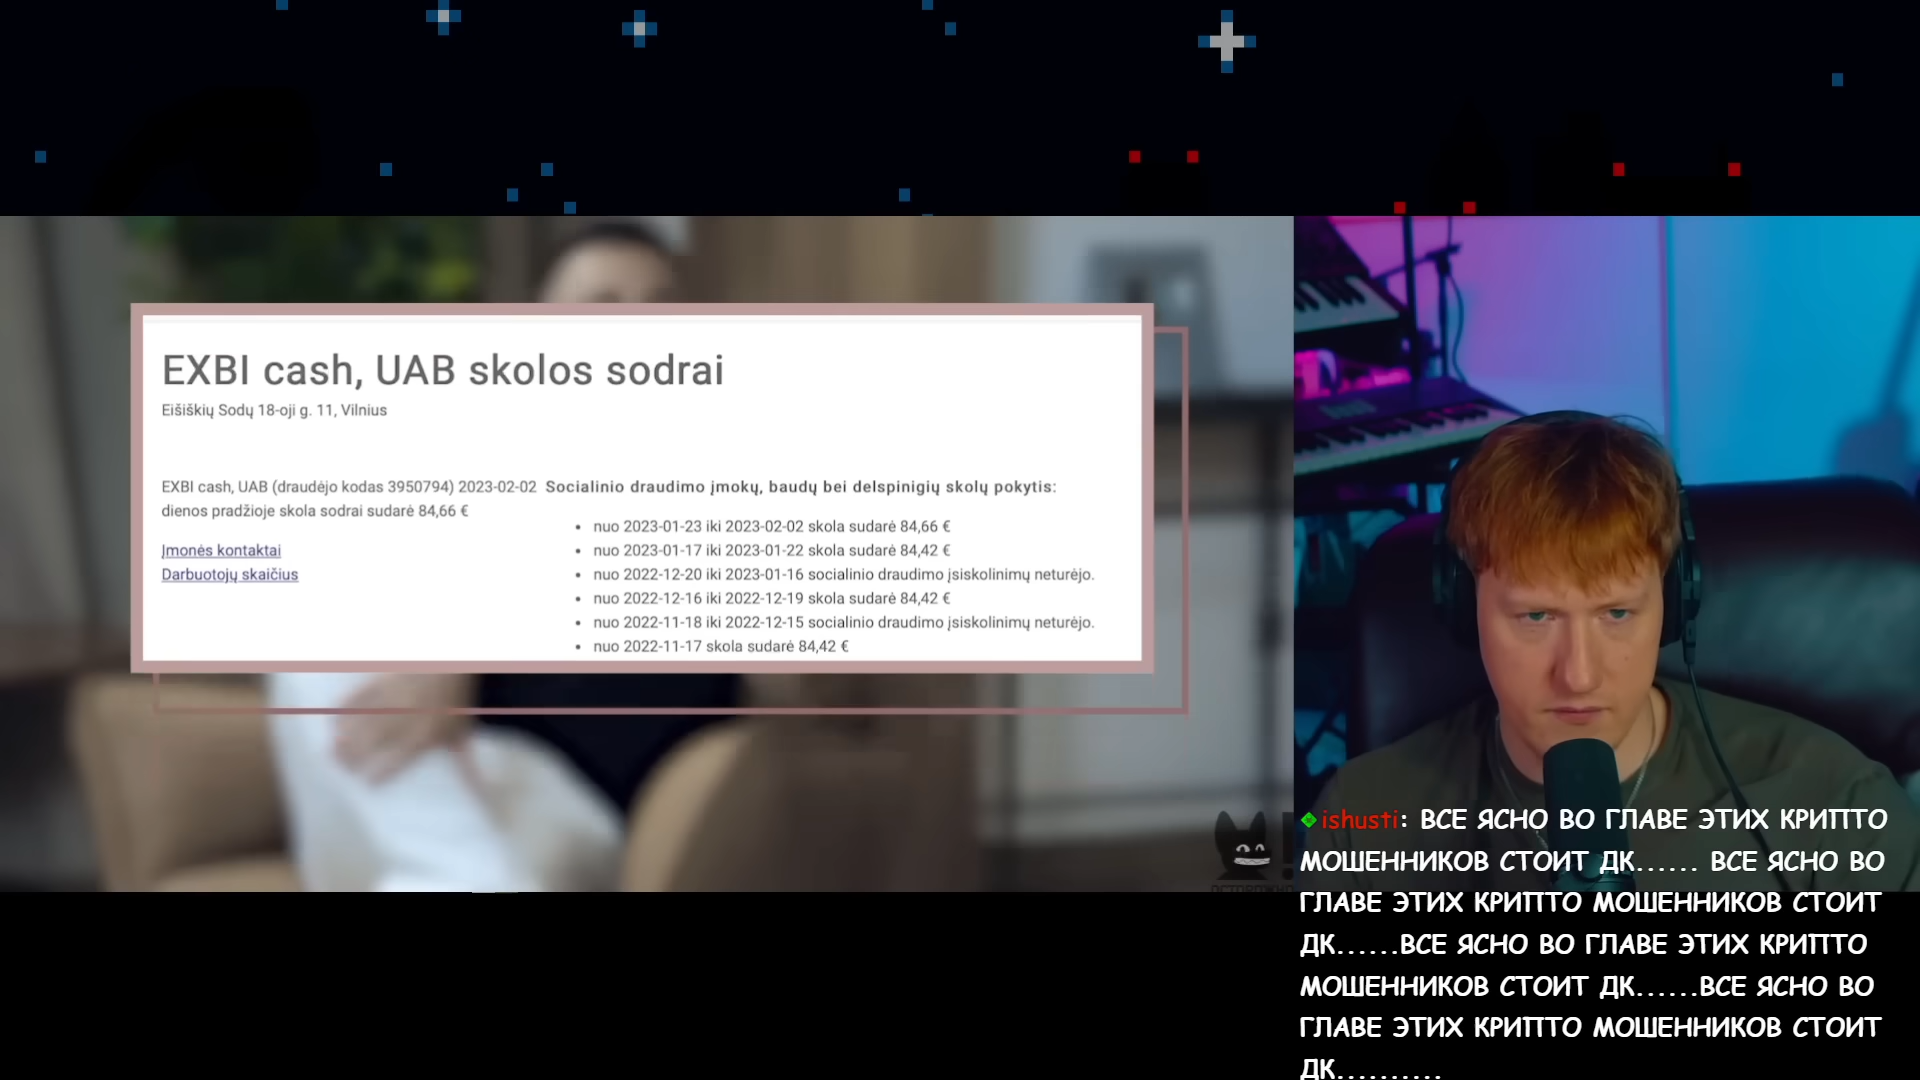 EXBI cash, UAB skolos sodrai
Eišiškių Sodų 18-oji g. 11, Vilnius
EXBI cash, UAB (draudėjo kodas 3950794) 2023-02-02
dienos pradžioje skola sodrai sudarė 84,66 €
Įmonės kontaktai
Darbuotojų skaičius
Socialinio draudimo įmokų, baudų bei delspinigių skolų pokytis:
• nuo 2023-01-23 iki 2023-02-02 skola sudarė 84,66 €
• nuo 2023-01-17 iki 2023-01-22 skola sudarė 84,42 €
• nuo 2022-12-20 iki 2023-01-16 socialinio draudimo įsiskolinimų neturėjo.
• nuo 2022-12-16 iki 2022-12-19 skola sudarė 84,42 €
• nuo 2022-11-18 iki 2022-12-15 socialinio draudimo įsiskolinimų neturėjo.
• nuo 2022-11-17 skola sudarė 84,42 €
ishusti: ВСЕ ЯСНО ВО ГЛАВЕ ЭТИХ КРИПТО
МОШЕННИКОВ СТОИТ ДК...... ВСЕ ЯСНО ВО
ГЛАВЕ ЭТИХ КРИПТО МОШЕННИКОВ СТОИТ
ДК......ВСЕ ЯСНО ВО ГЛАВЕ ЭТИХ КРИПТО
МОШЕННИКОВ СТОИТ ДК......ВСЕ ЯСНО ВО
ГЛАВЕ ЭТИХ КРИПТО МОШЕННИКОВ СТОИТ
ДК..........